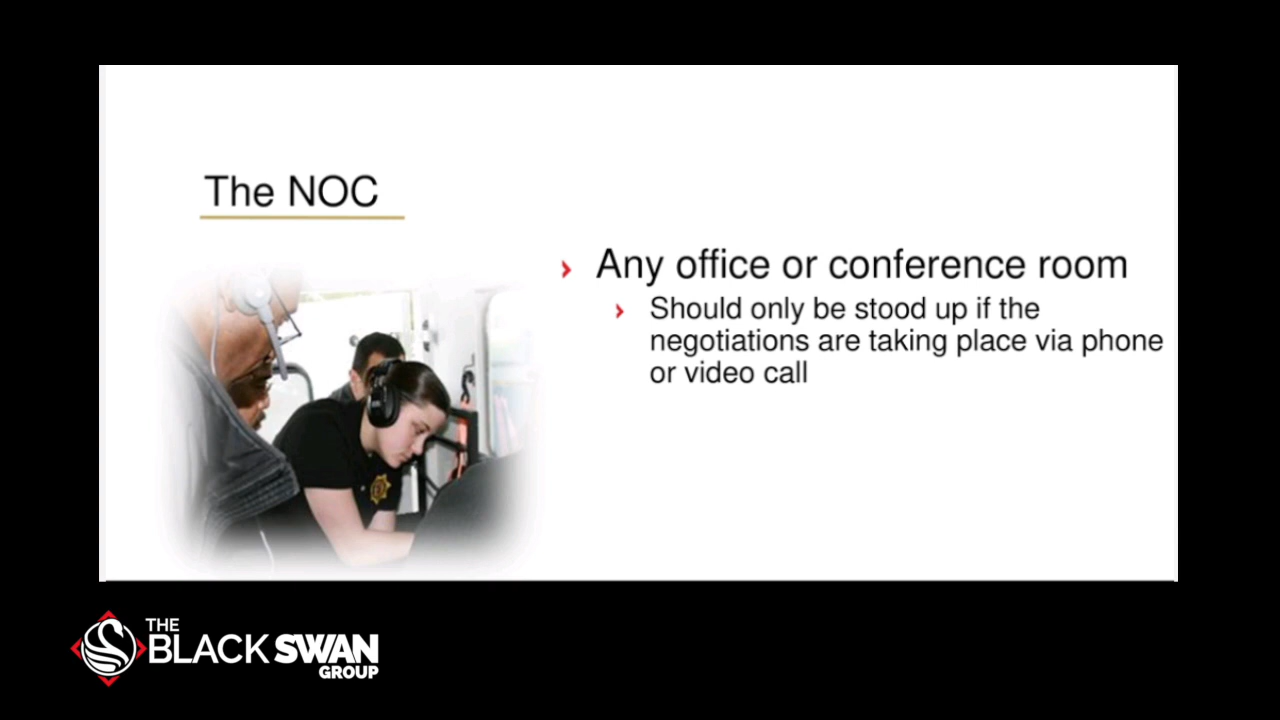 The NOC
Any office or conference room
Should only be stood up if the
negotiations are taking place via phone
or video call
THE
BLACK SWAN
GROUP